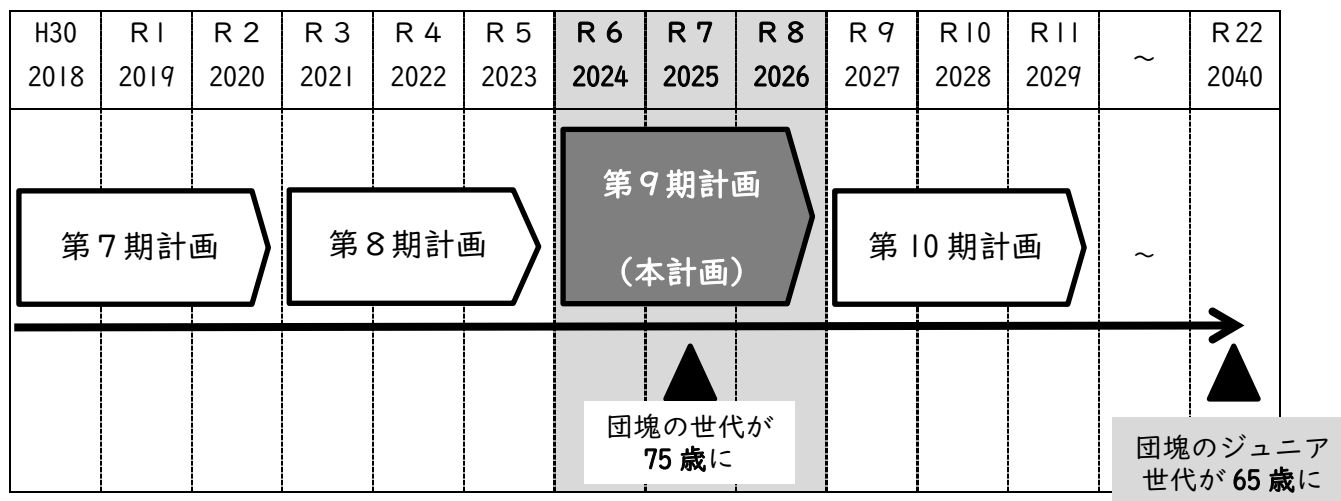 H30 R1 R2 R3 R4 R5 R6 R7 R8 R9 R10 R11 ～ R22
2018 2019 2020 2021 2022 2023 2024 2025 2026 2027 2028 2029 2040
第7期計画
第8期計画
第9期計画
（本計画）
第10期計画
～
団塊の世代が
75歳に
団塊のジュニア
世代が65歳に